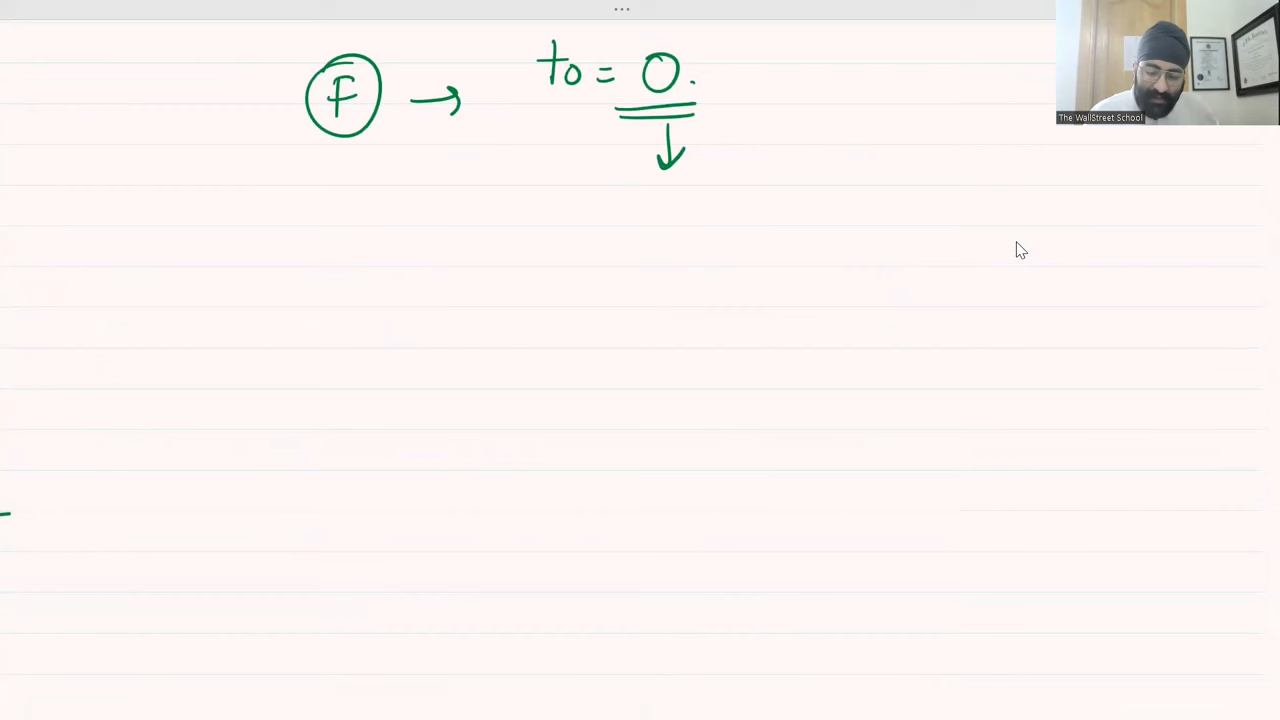 F → t₀ = 0.
The WallStreet School